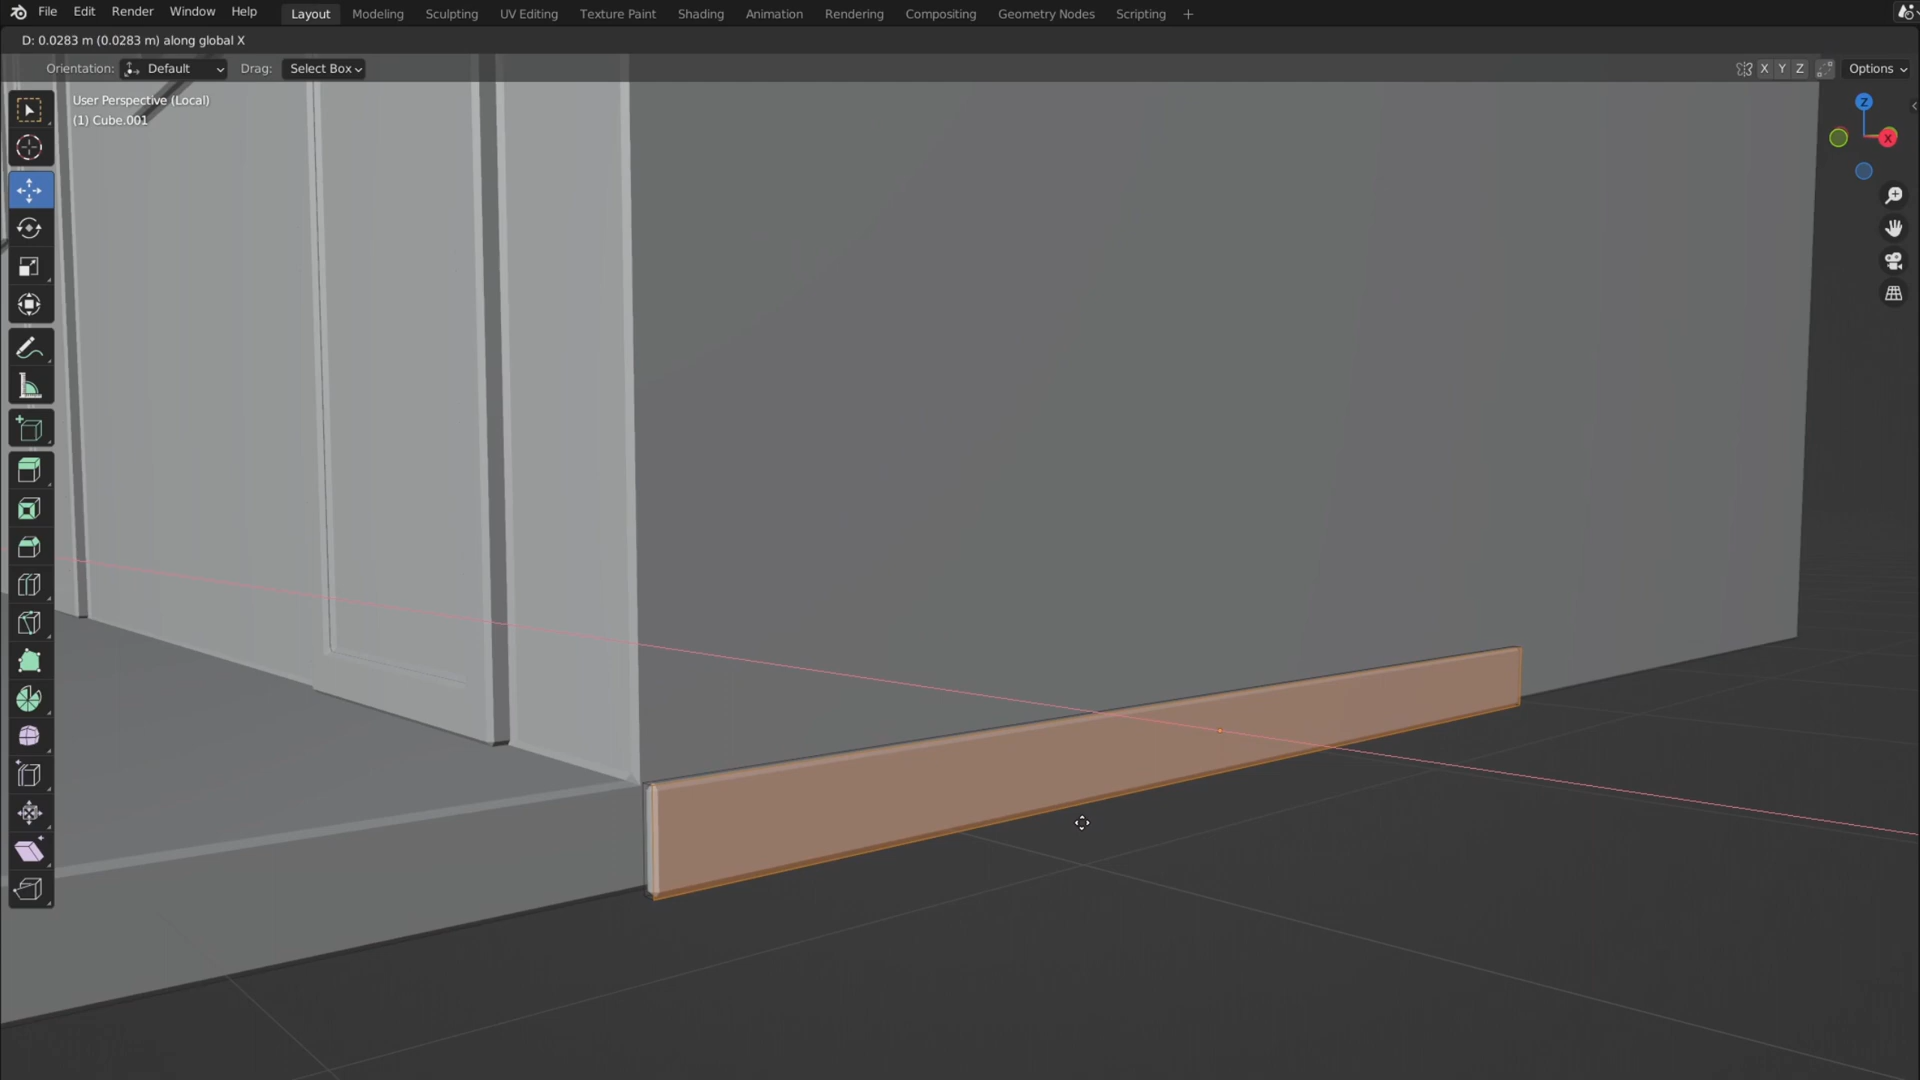 File Edit Render Window Help Layout Modeling Sculpting UV Editing Texture Paint Shading Animation Rendering Compositing Geometry Nodes Scripting +
D: 0.0283 m (0.0283 m) along global X
Orientation: Default Drag: Select Box X Y Z Options
User Perspective (Local)
(1) Cube.001
Z
X